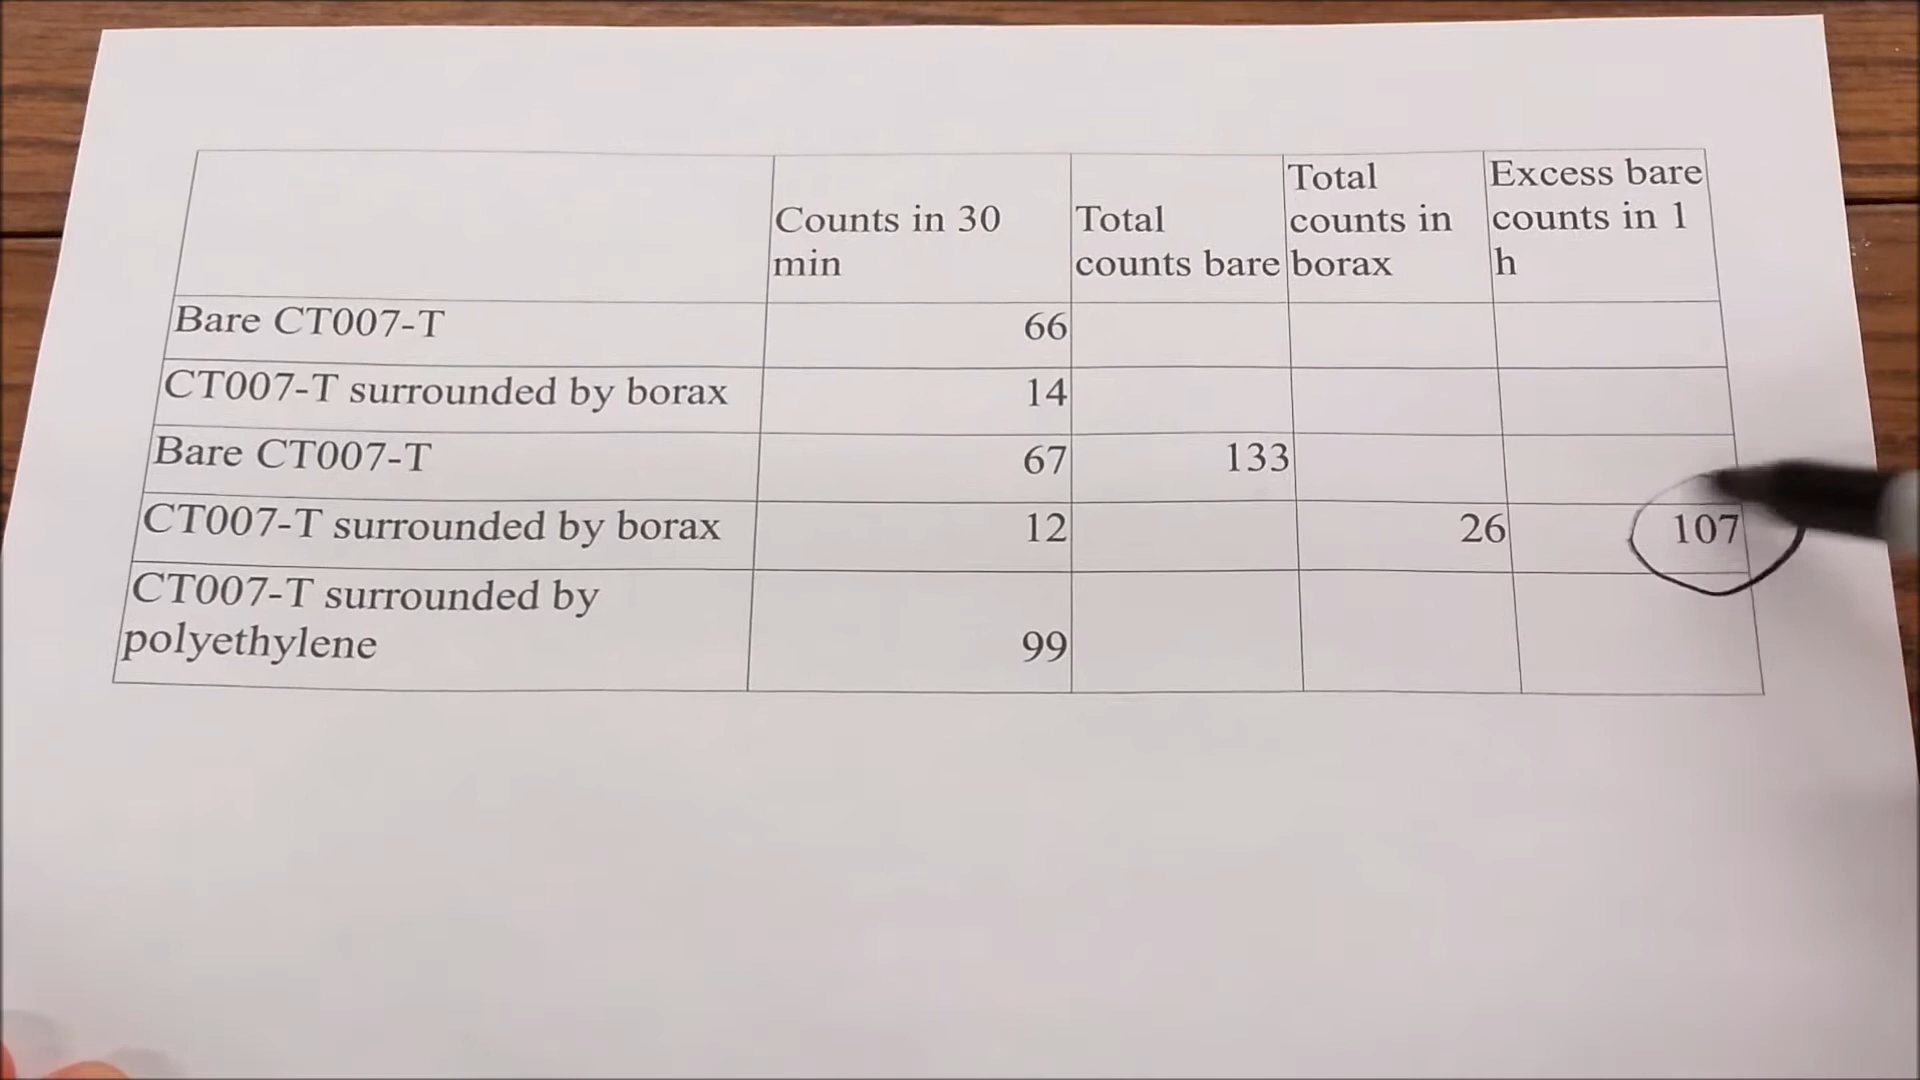 Counts in 30
min
Total
counts bare
Total
counts in
borax
Excess bare
counts in 1
h
Bare CT007-T
66
CT007-T surrounded by borax
14
Bare CT007-T
67
133
CT007-T surrounded by borax
12
26
107
CT007-T surrounded by
polyethylene
99